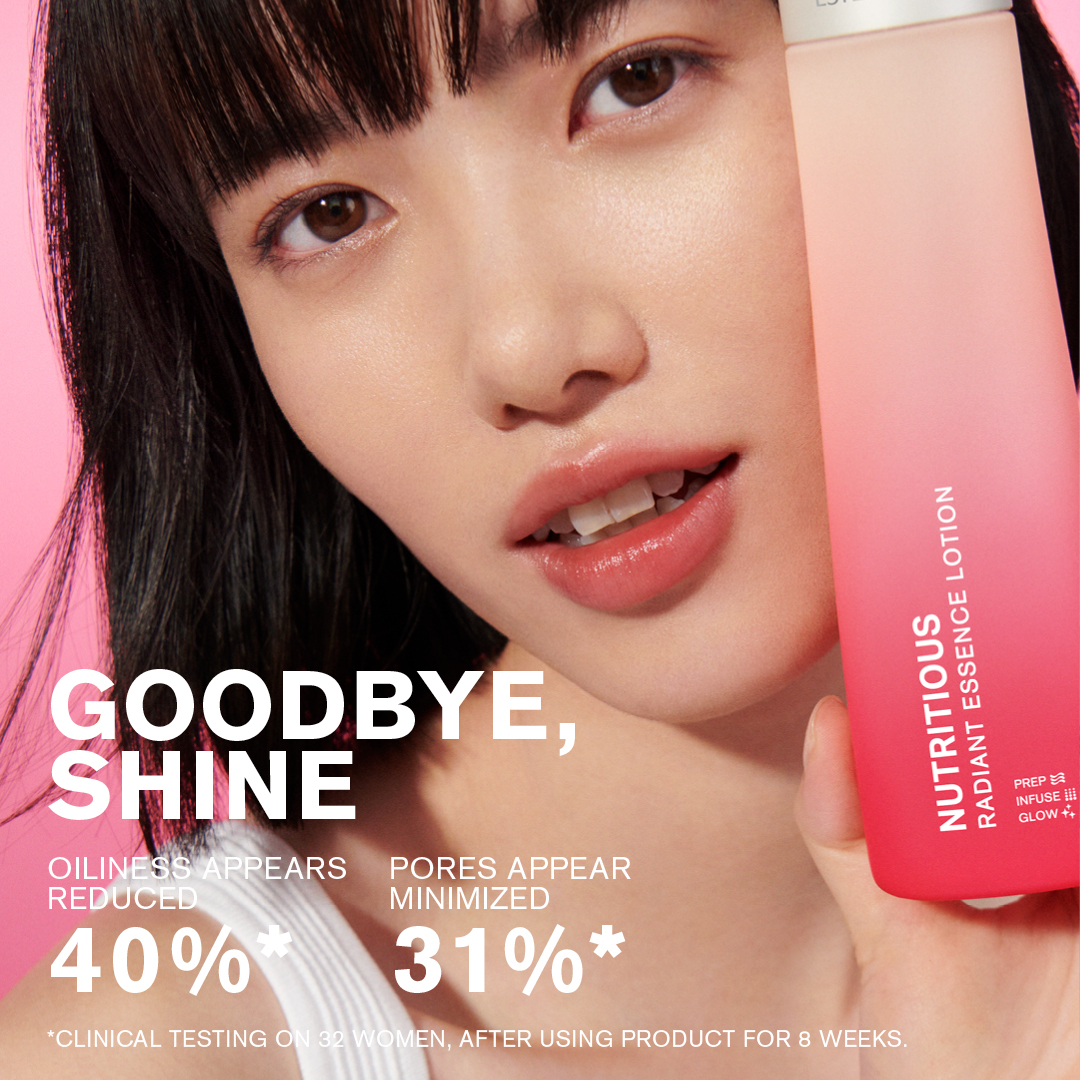 GOODBYE,
SHINE
OILINESS APPEARS
REDUCED
40%*
PORES APPEAR
MINIMIZED
31%*
*CLINICAL TESTING ON 32 WOMEN, AFTER USING PRODUCT FOR 8 WEEKS.
NUTRITIOUS
RADIANT ESSENCE LOTION
PREP
INFUSE
GLOW